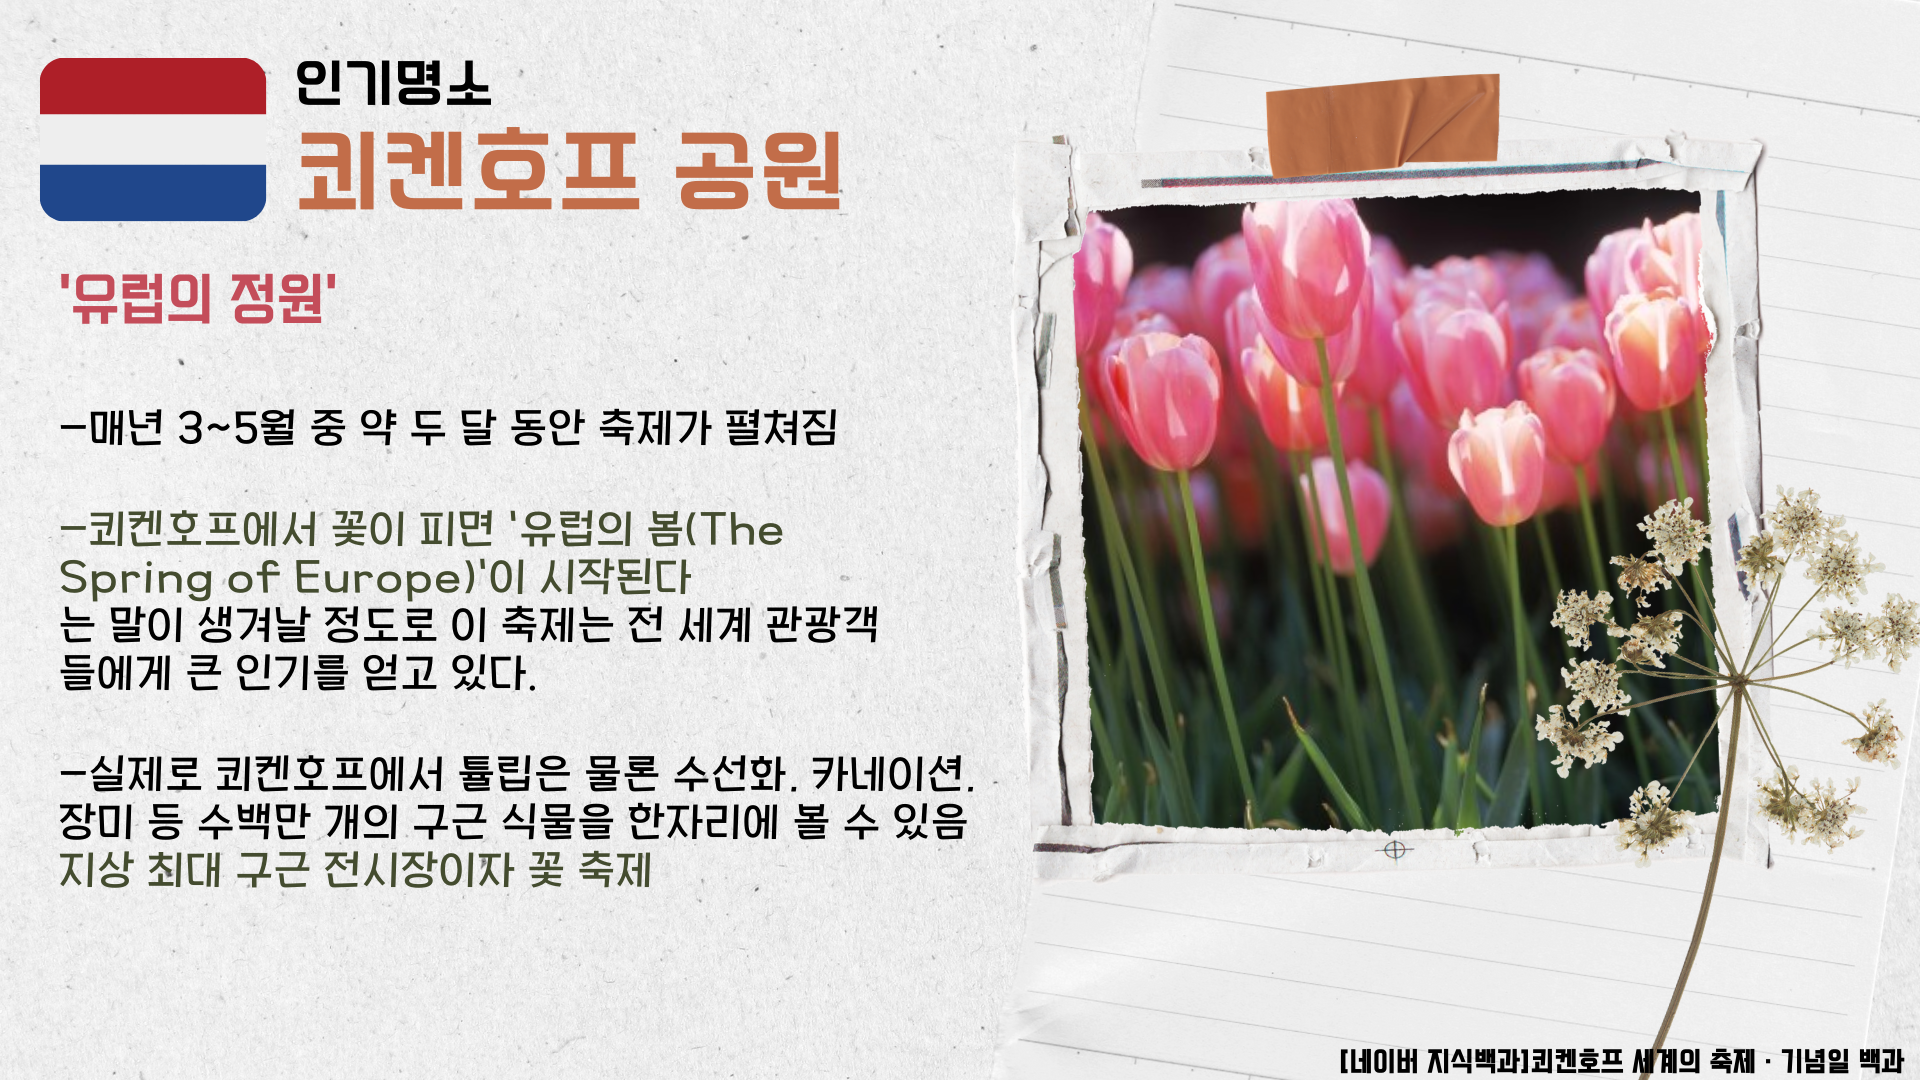 인기명소
쾨켄호프 공원
'유럽의 정원'
-매년 3~5월 중 약 두 달 동안 축제가 펼쳐짐
-쾨켄호프에서 꽃이 피면 '유럽의 봄(The
Spring of Europe)'이 시작된다
는 말이 생겨날 정도로 이 축제는 전 세계 관광객
들에게 큰 인기를 얻고 있다.
-실제로 쾨켄호프에서 튤립은 물론 수선화, 카네이션,
장미 등 수백만 개의 구근 식물을 한자리에 볼 수 있음
지상 최대 구근 전시장이자 꽃 축제
[네이버 지식백과]쾨켄호프 세계의 축제 · 기념일 백과